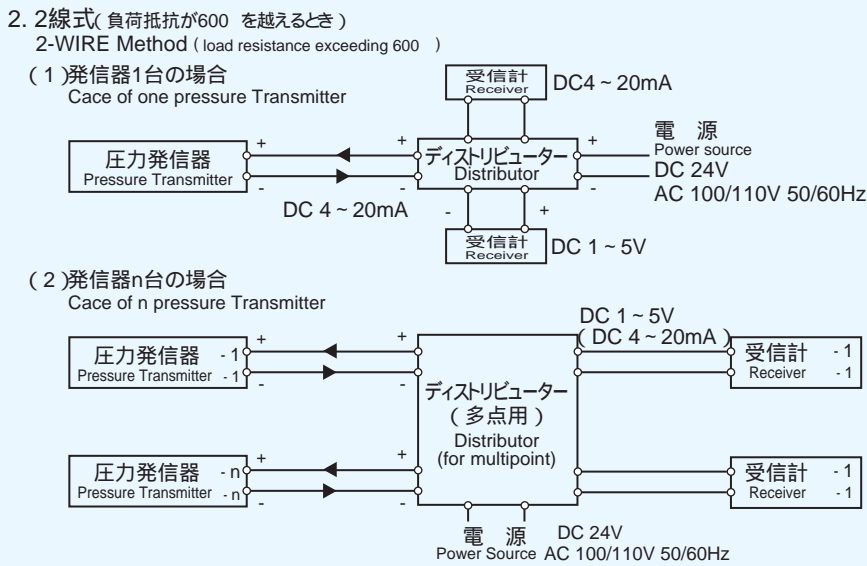 2. 2線式(負荷抵抗が600 を越えるとき)
2-WIRE Method (load resistance exceeding 600 )
(1)発信器1台の場合
Cace of one pressure Transmitter
受信計
Receiver
DC4~20mA
圧力発信器
Pressure Transmitter
+
-
+
-
DC 4~20mA
ディストリビューター
Distributor
+
-
電 源
Power source
DC 24V
AC 100/110V 50/60Hz
- +
受信計
Receiver
DC 1~5V
(2)発信器n台の場合
Cace of n pressure Transmitter
圧力発信器 -1
Pressure Transmitter -1
+
-
+
-
DC 1~5V
(DC 4~20mA)
受信計 -1
Receiver -1
ディストリビューター
(多点用)
Distributor
(for multipoint)
圧力発信器 -n
Pressure Transmitter -n
+
-
+
-
受信計 -1
Receiver -1
電 源 DC 24V
Power Source AC 100/110V 50/60Hz